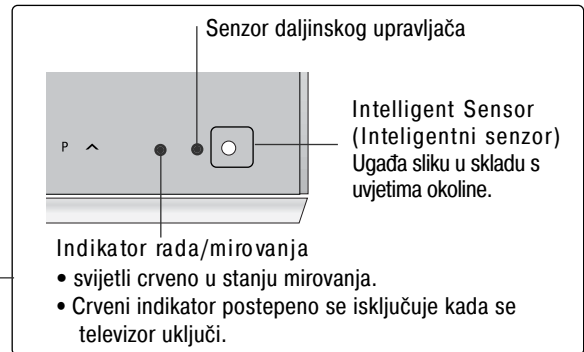 Senzor daljinskog upravljača
Intelligent Sensor
(Inteligentni senzor)
Ugađa sliku u skladu s
uvjetima okoline.
P
Indikator rada/mirovanja
• svijetli crveno u stanju mirovanja.
• Crveni indikator postepeno se isključuje kada se
televizor uključi.